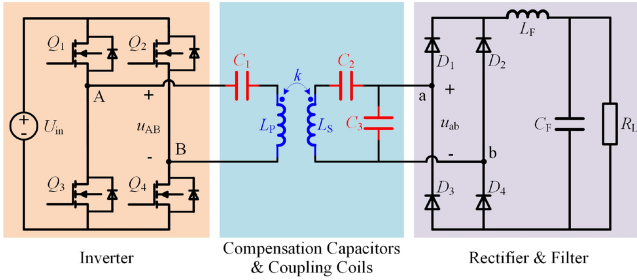 Q1
Q2
C1
k
C2
LF
D1
D2
A
+
a
+
Uin
uAB
LP
LS
C3
uab
CF
RL
-
B
-
b
Q3
Q4
D3
D4
Inverter
Compensation Capacitors
& Coupling Coils
Rectifier & Filter